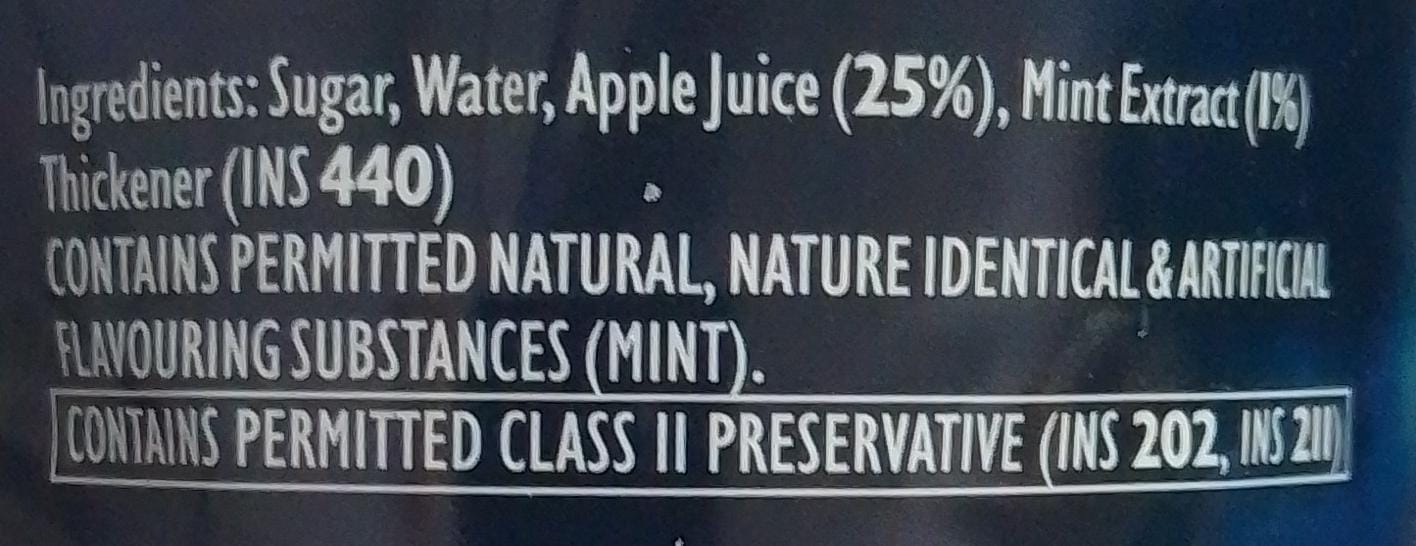 Ingredients: Sugar, Water, Apple Juice (25%), Mint Extract (1%)
Thickener (INS 440)
CONTAINS PERMITTED NATURAL, NATURE IDENTICAL & ARTIFICIAL
FLAVOURING SUBSTANCES (MINT).
CONTAINS PERMITTED CLASS II PRESERVATIVE (INS 202, INS 211)